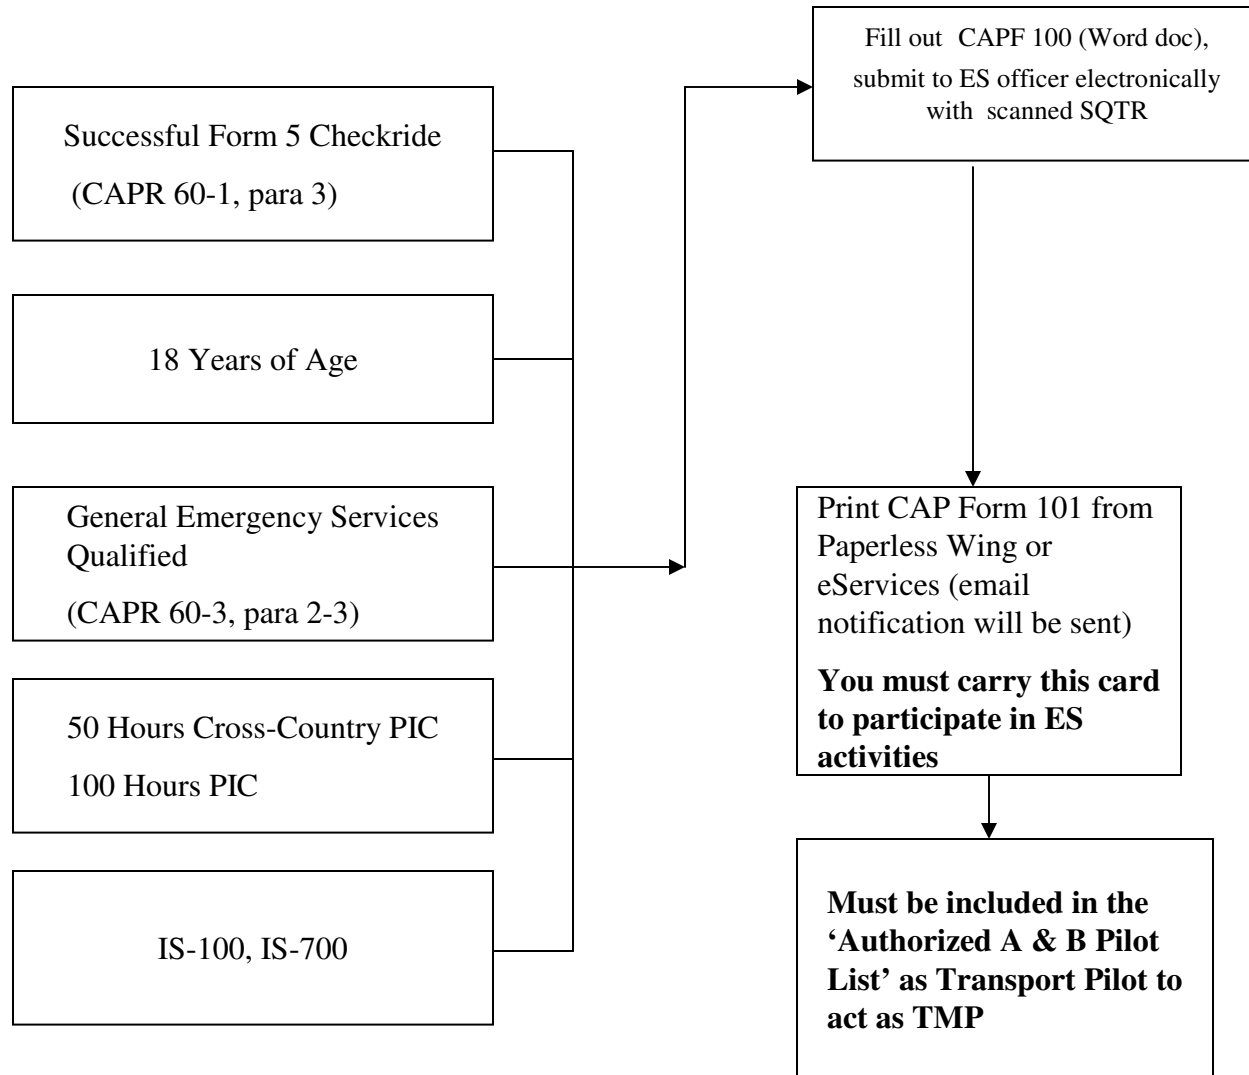 Successful Form 5 Checkride
(CAPR 60-1, para 3)
18 Years of Age
General Emergency Services
Qualified
(CAPR 60-3, para 2-3)
50 Hours Cross-Country PIC
100 Hours PIC
IS-100, IS-700
Fill out CAPF 100 (Word doc),
submit to ES officer electronically
with scanned SQTR
Print CAP Form 101 from
Paperless Wing or
eServices (email
notification will be sent)
You must carry this card
to participate in ES
activities
Must be included in the
‘Authorized A & B Pilot
List’ as Transport Pilot to
act as TMP